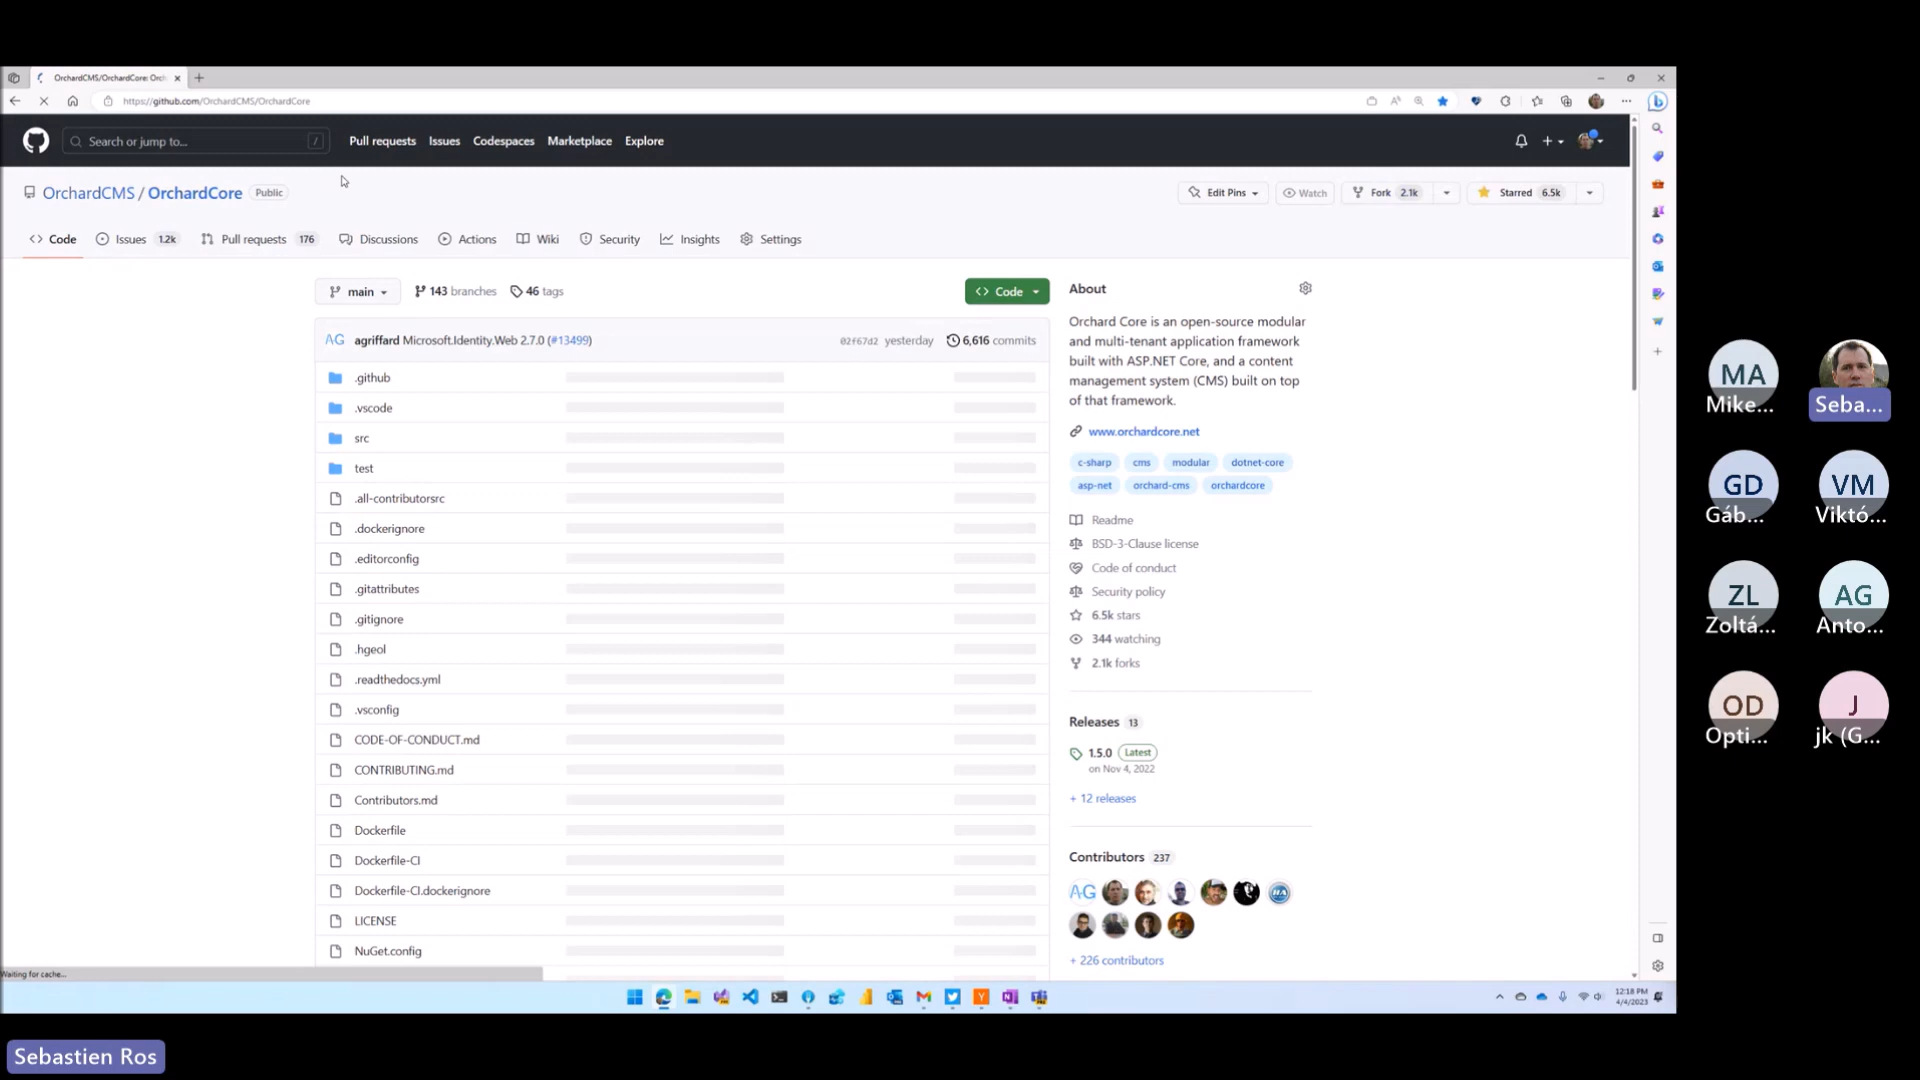 OrchardCMS/OrchardCore: Orch
https://github.com/OrchardCMS/OrchardCore
Search or jump to... /
Pull requests Issues Codespaces Marketplace Explore
OrchardCMS / OrchardCore Public
Edit Pins Watch Fork 2.1k Starred 6.5k
Code Issues 1.2k Pull requests 176 Discussions Actions Wiki Security Insights Settings
main 143 branches 46 tags Code
AG agriffard Microsoft.Identity.Web 2.7.0 (#13499) 02f67d2 yesterday 6,616 commits
.github
.vscode
src
test
.all-contributorsrc
.dockerignore
.editorconfig
.gitattributes
.gitignore
.hgeol
.readthedocs.yml
.vsconfig
CODE-OF-CONDUCT.md
CONTRIBUTING.md
Contributors.md
Dockerfile
Dockerfile-CI
Dockerfile-CI.dockerignore
LICENSE
NuGet.config
About
Orchard Core is an open-source modular
and multi-tenant application framework
built with ASP.NET Core, and a content
management system (CMS) built on top
of that framework.
www.orchardcore.net
c-sharp cms modular dotnet-core
asp-net orchard-cms orchardcore
Readme
BSD-3-Clause license
Code of conduct
Security policy
6.5k stars
344 watching
2.1k forks
Releases 13
1.5.0 Latest
on Nov 4, 2022
+ 12 releases
Contributors 237
AG
+ 226 contributors
Waiting for cache...
12:18 PM
4/4/2023
MA
Mike... Seba...
GD VM
Gáb... Viktó...
ZL AG
Zoltá... Anto...
OD J
Opti... jk (G...
Sebastien Ros